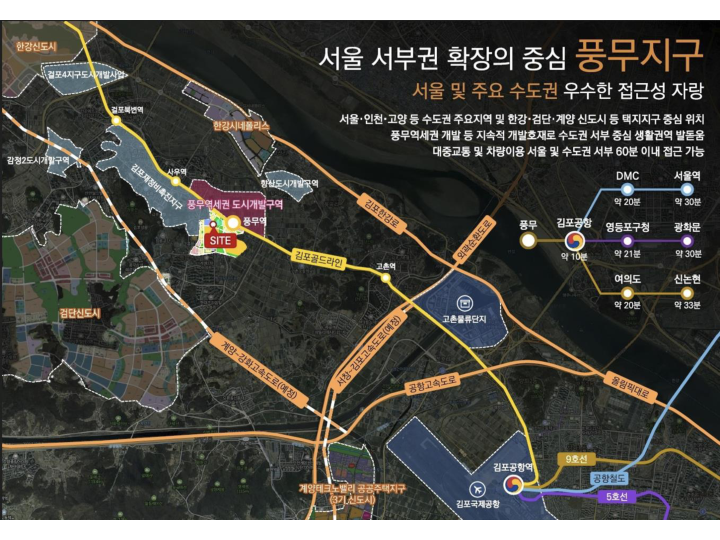 서울 서부권 확장의 중심 풍무지구
서울 및 주요 수도권 우수한 접근성 자랑
서울·인천·고양 등 수도권 주요지역 및 한강·검단·계양 신도시 등 택지지구 중심 위치
풍무역세권 개발 등 지속적 개발호재로 수도권 서부 중심 생활권역 발돋움
대중교통 및 차량이용 서울 및 수도권 서부 60분 이내 접근 가능
DMC
서울역
약 20분
약 30분
풍무
김포공항
영등포구청
광화문
약 10분
약 21분
약 30분
여의도
신논현
약 20분
약 33분
한강신도시
걸포4지구도시개발사업
걸포북변역
한강시네폴리스
감정2도시개발구역
사우역
김포재정비촉진지구
향산도시개발구역
풍무역세권 도시개발구역
풍무역
SITE
김포한강로
외곽순환도로
김포골드라인
고촌역
검단신도시
고촌물류단지
계양-강화고속도로(예정)
서창-김포고속도로(예정)
공항고속도로
올림픽대로
김포공항역
9호선
공항철도
5호선
김포국제공항
계양테크노밸리 공공주택지구
(3기 신도시)